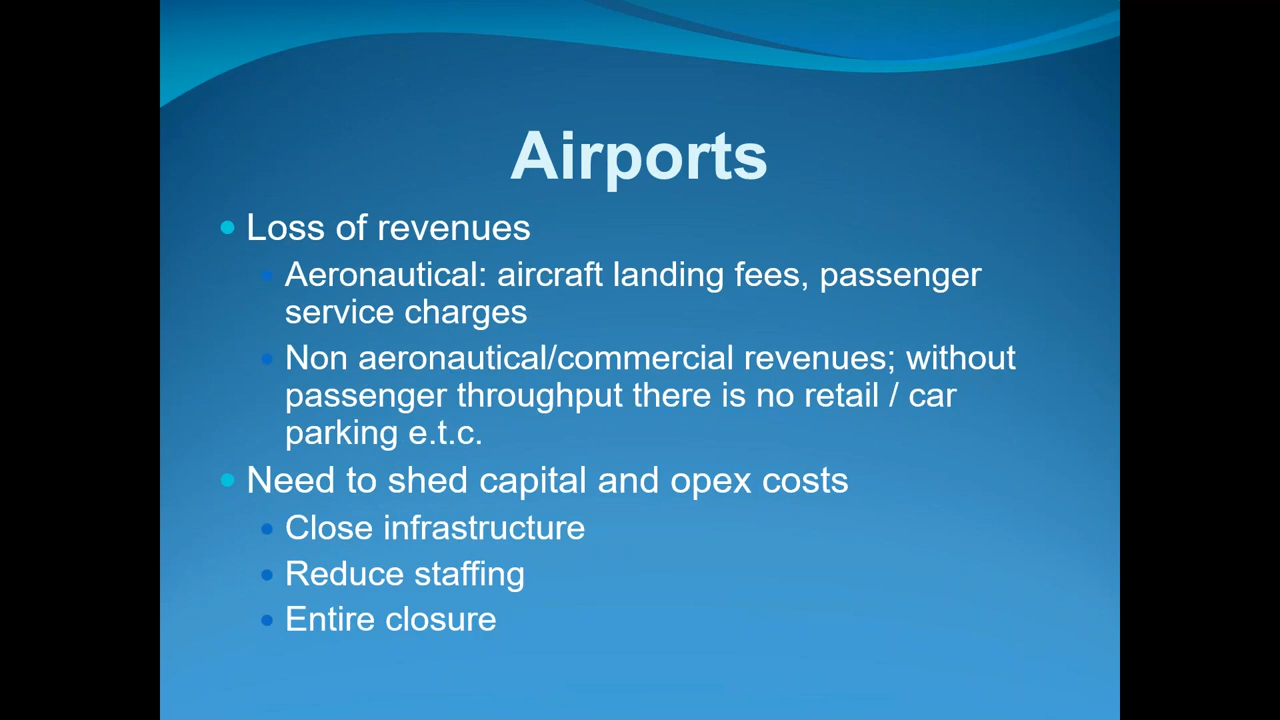 Airports
Loss of revenues
Aeronautical: aircraft landing fees, passenger
service charges
Non aeronautical/commercial revenues; without
passenger throughput there is no retail / car
parking e.t.c.
Need to shed capital and opex costs
Close infrastructure
Reduce staffing
Entire closure